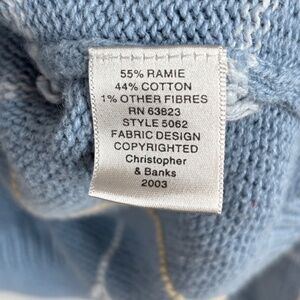 55% RAMIE
44% COTTON
1% OTHER FIBRES
RN 63823
STYLE 5062
FABRIC DESIGN
COPYRIGHTED
Christopher
& Banks
2003